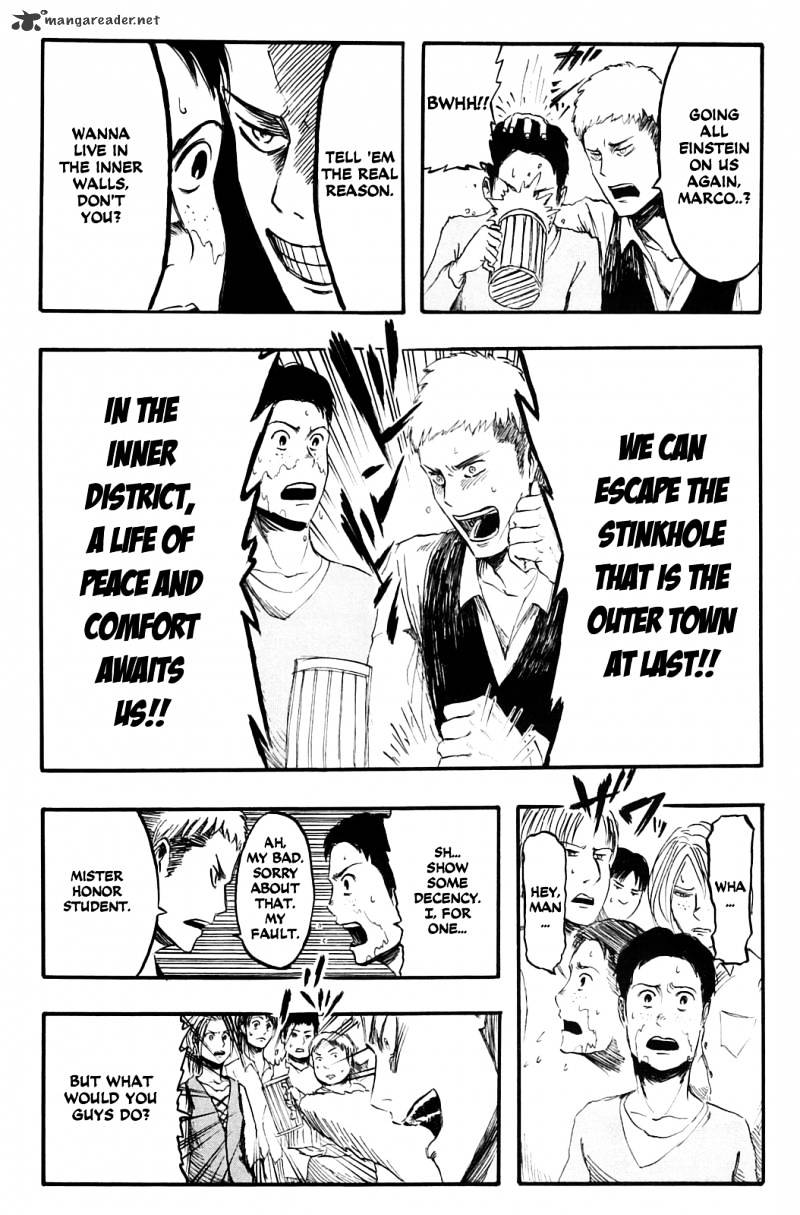 mangareader.net
GOING
ALL
EINSTEIN
ON US
AGAIN,
MARCO..?
BWHH!!
TELL 'EM
THE REAL
REASON.
WANNA
LIVE IN
THE INNER
WALLS,
DON'T
YOU?
WE CAN
ESCAPE THE
STINKHOLE
THAT IS THE
OUTER TOWN
AT LAST!!
IN THE
INNER
DISTRICT,
A LIFE OF
PEACE AND
COMFORT
AWAITS
US!!
ザワ
WHA
...
HEY,
MAN
...
SH...
SHOW
SOME
DECENCY.
I, FOR
ONE...
AH,
MY BAD.
SORRY
ABOUT
THAT.
MY
FAULT.
MISTER
HONOR
STUDENT.
BUT WHAT
WOULD YOU
GUYS DO?